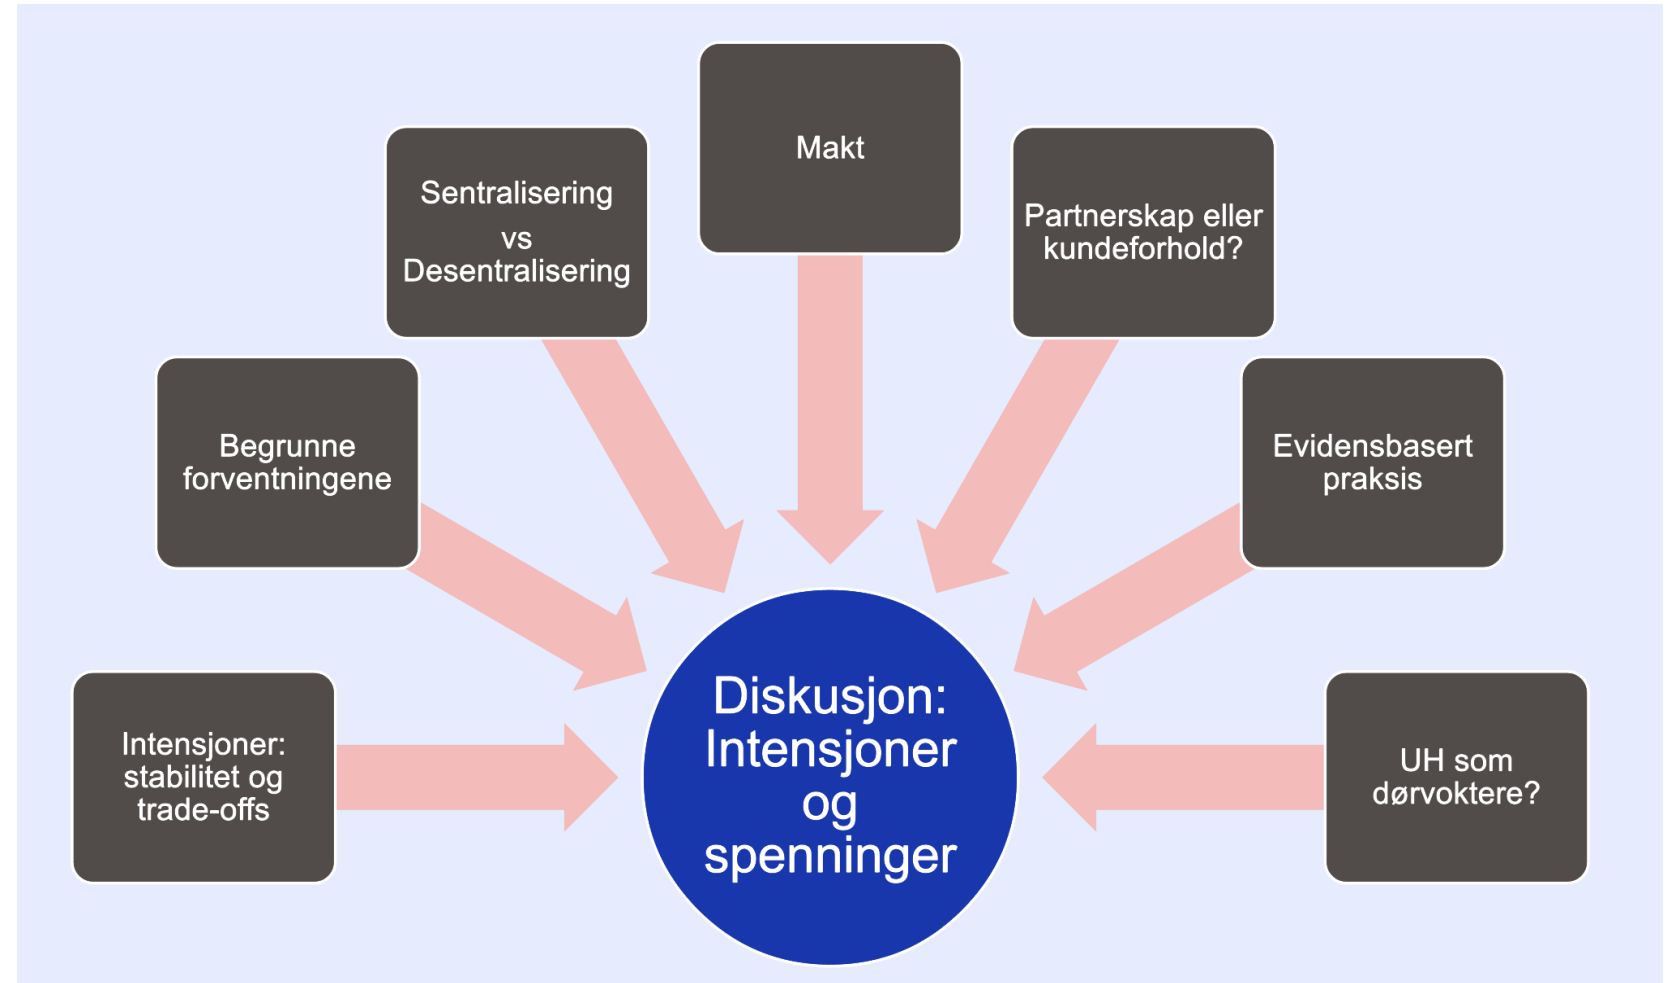 Makt
Sentralisering
vs
Desentralisering
Partnerskap eller
kundeforhold?
Begrunne
forventningene
Evidensbasert
praksis
Intensjoner:
stabilitet og
trade-offs
Diskusjon:
Intensjoner
og
spenninger
UH som
dørvoktere?